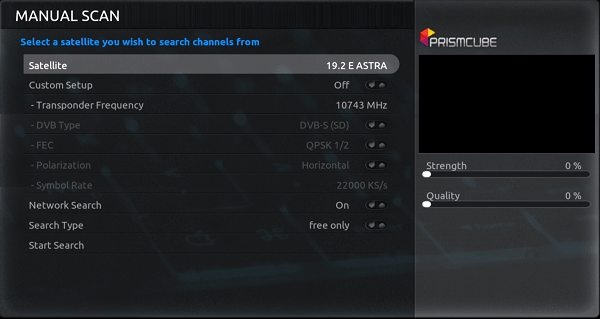 MANUAL SCAN
Select a satellite you wish to search channels from
Satellite 19.2 E ASTRA
Custom Setup Off
- Transponder Frequency 10743 MHz
- DVB Type DVB-S (SD)
- FEC QPSK 1/2
- Polarization Horizontal
- Symbol Rate 22000 KS/s
Network Search On
Search Type free only
Start Search
PRISMCUBE
Strength 0 %
Quality 0 %